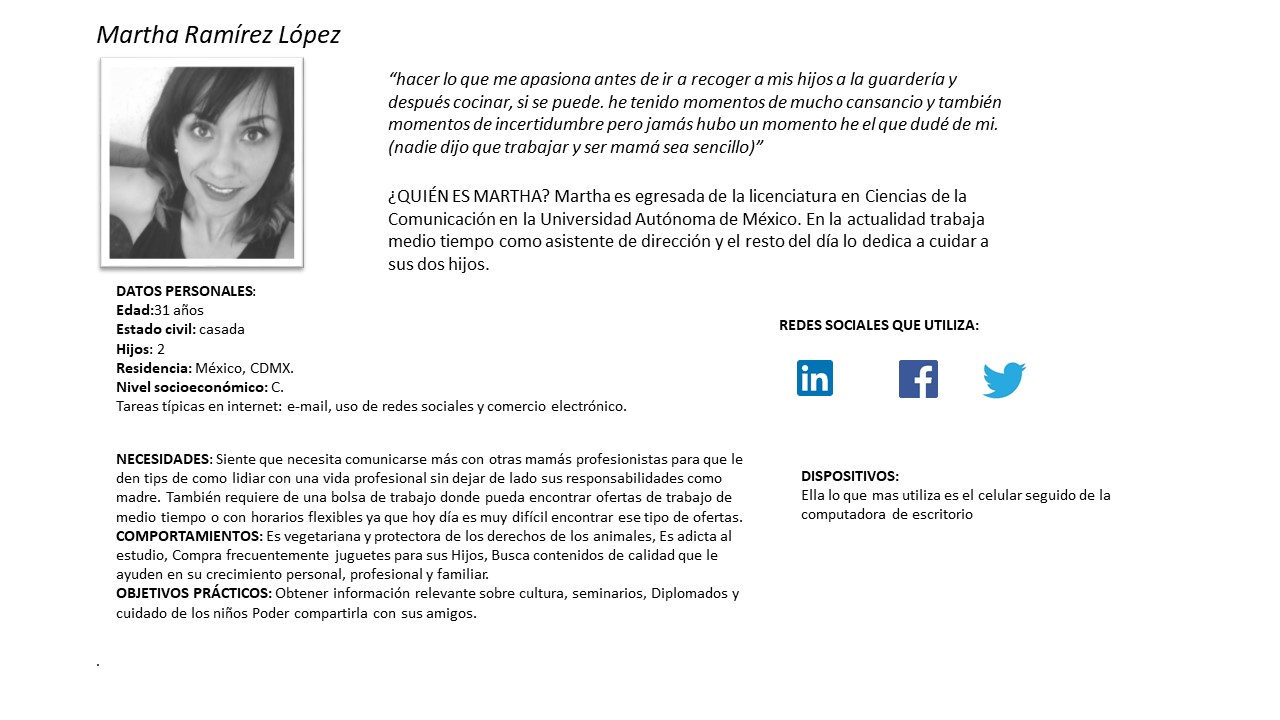 Martha Ramírez López
“hacer lo que me apasiona antes de ir a recoger a mis hijos a la guardería y
después cocinar, si se puede. he tenido momentos de mucho cansancio y también
momentos de incertidumbre pero jamás hubo un momento he el que dudé de mi.
(nadie dijo que trabajar y ser mamá sea sencillo)”
¿QUIÉN ES MARTHA? Martha es egresada de la licenciatura en Ciencias de la
Comunicación en la Universidad Autónoma de México. En la actualidad trabaja
medio tiempo como asistente de dirección y el resto del día lo dedica a cuidar a
sus dos hijos.
DATOS PERSONALES:
Edad:31 años
Estado civil: casada
Hijos: 2
Residencia: México, CDMX.
Nivel socioeconómico: C.
Tareas típicas en internet: e-mail, uso de redes sociales y comercio electrónico.
REDES SOCIALES QUE UTILIZA:
in f
NECESIDADES: Siente que necesita comunicarse más con otras mamás profesionistas para que le
den tips de como lidiar con una vida profesional sin dejar de lado sus responsabilidades como
madre. También requiere de una bolsa de trabajo donde pueda encontrar ofertas de trabajo de
medio tiempo o con horarios flexibles ya que hoy día es muy difícil encontrar ese tipo de ofertas.
COMPORTAMIENTOS: Es vegetariana y protectora de los derechos de los animales, Es adicta al
estudio, Compra frecuentemente juguetes para sus Hijos, Busca contenidos de calidad que le
ayuden en su crecimiento personal, profesional y familiar.
OBJETIVOS PRÁCTICOS: Obtener información relevante sobre cultura, seminarios, Diplomados y
cuidado de los niños Poder compartirla con sus amigos.
DISPOSITIVOS:
Ella lo que mas utiliza es el celular seguido de la
computadora de escritorio
.